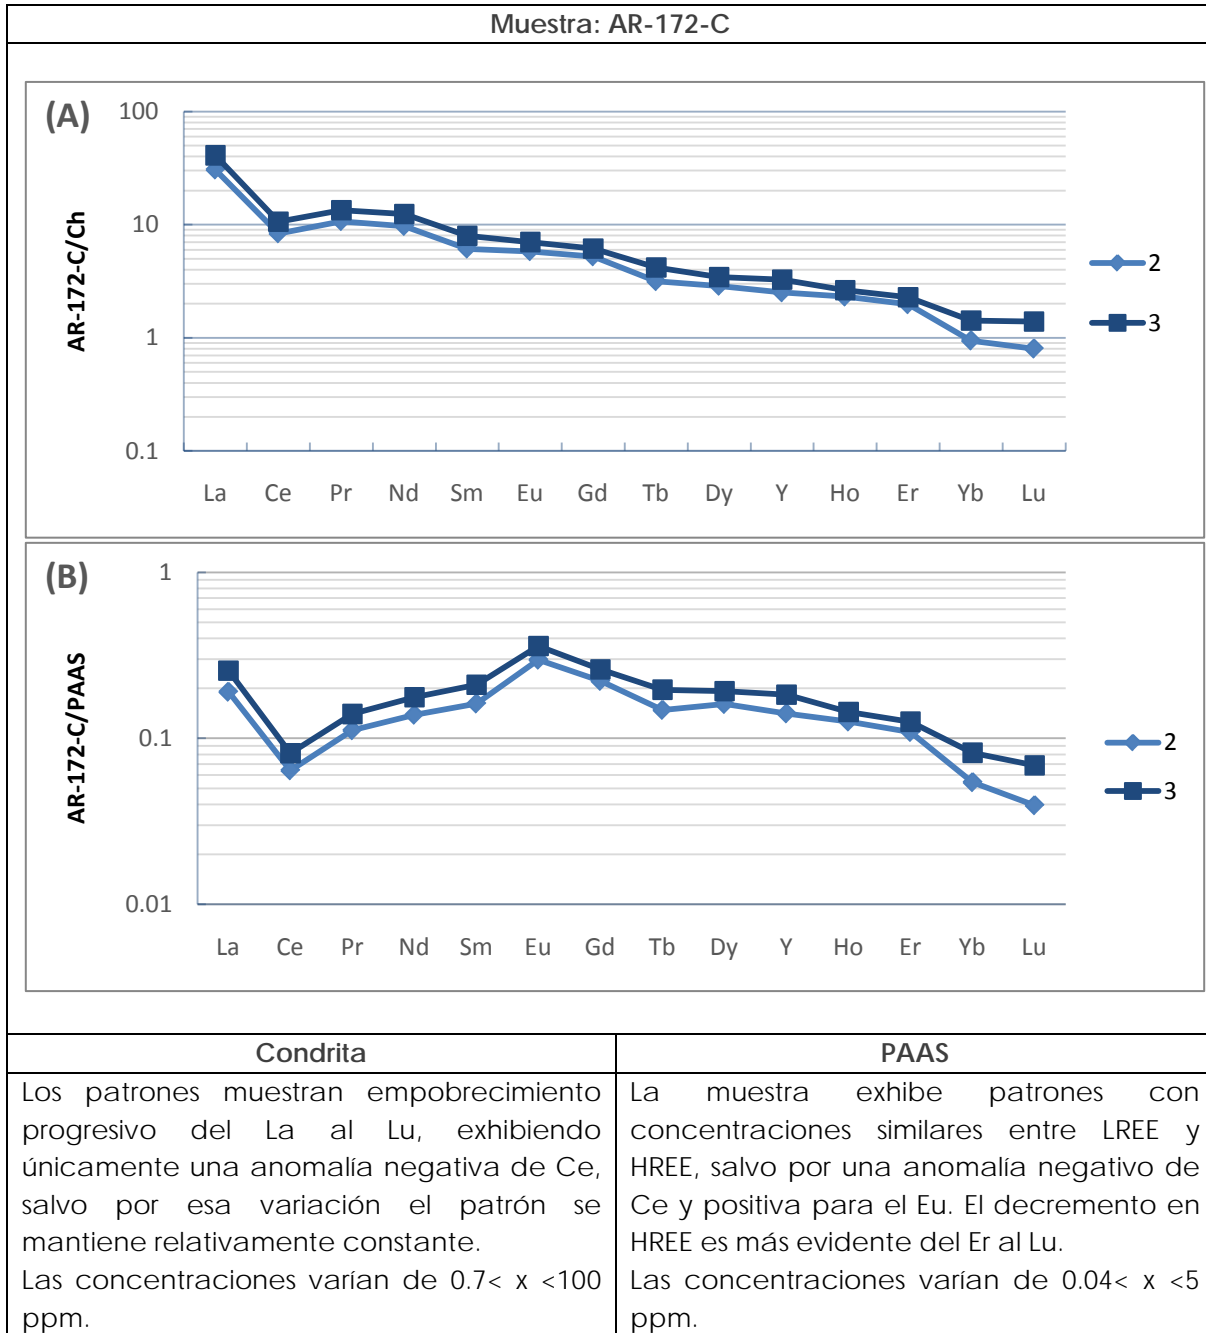 Muestra: AR-172-C
(A)
AR-172-C/Ch
100
10
1
0.1
La Ce Pr Nd Sm Eu Gd Tb Dy Y Ho Er Yb Lu
2
3
(B)
AR-172-C/PAAS
1
0.1
0.01
La Ce Pr Nd Sm Eu Gd Tb Dy Y Ho Er Yb Lu
2
3
Condrita
Los patrones muestran empobrecimiento
progresivo del La al Lu, exhibiendo
únicamente una anomalía negativa de Ce,
salvo por esa variación el patrón se
mantiene relativamente constante.
Las concentraciones varían de 0.7< x <100
ppm.
PAAS
La muestra exhibe patrones con
concentraciones similares entre LREE y
HREE, salvo por una anomalía negativo de
Ce y positiva para el Eu. El decremento en
HREE es más evidente del Er al Lu.
Las concentraciones varían de 0.04< x <5
ppm.